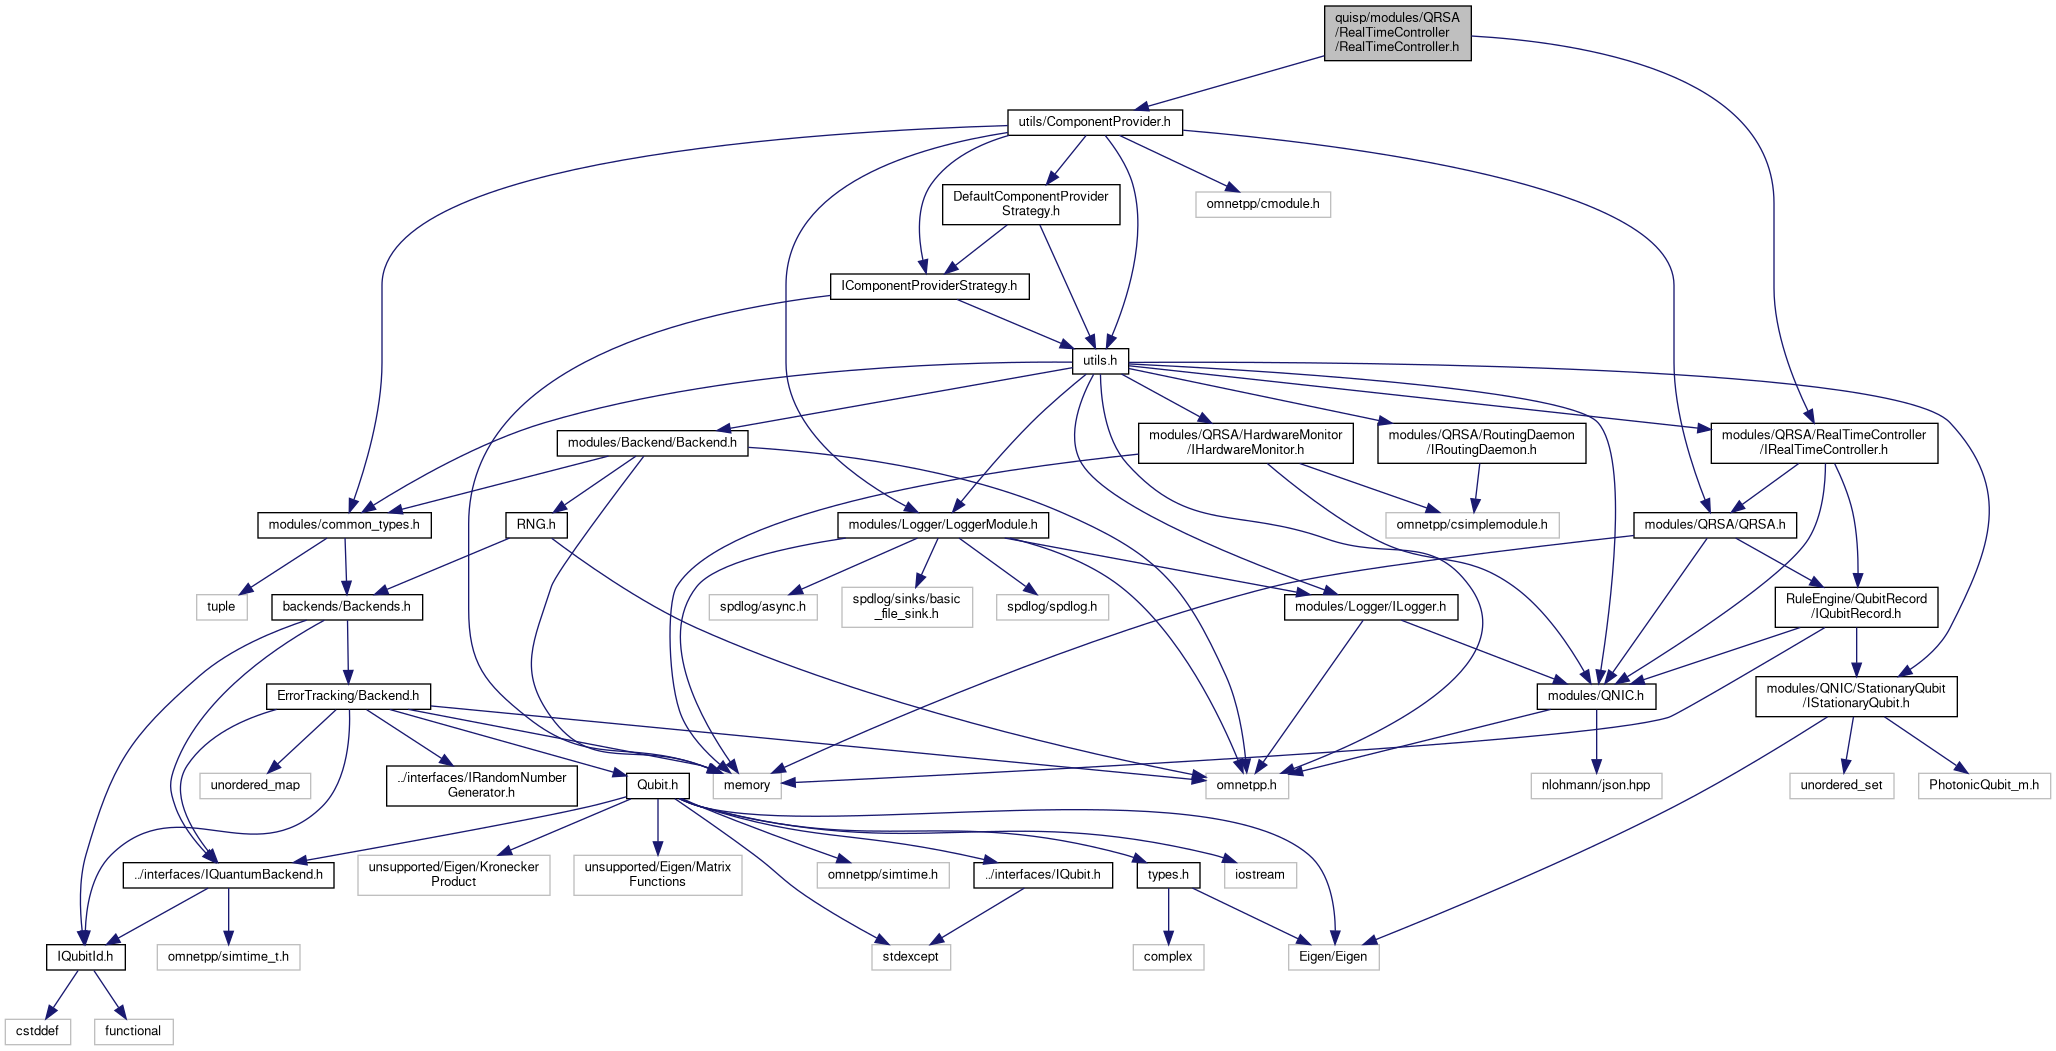 quisp/modules/QRSA
/RealTimeController
/RealTimeController.h
utils/ComponentProvider.h
DefaultComponentProvider
Strategy.h
omnetpp/cmodule.h
IComponentProviderStrategy.h
utils.h
modules/Backend/Backend.h
modules/QRSA/HardwareMonitor
/IHardwareMonitor.h
modules/QRSA/RoutingDaemon
/IRoutingDaemon.h
modules/QRSA/RealTimeController
/IRealTimeController.h
modules/common_types.h
RNG.h
modules/Logger/LoggerModule.h
omnetpp/csimplemodule.h
modules/QRSA/QRSA.h
tuple
backends/Backends.h
spdlog/async.h
spdlog/sinks/basic
_file_sink.h
spdlog/spdlog.h
modules/Logger/ILogger.h
RuleEngine/QubitRecord
/IQubitRecord.h
ErrorTracking/Backend.h
modules/QNIC.h
modules/QNIC/StationaryQubit
/IStationaryQubit.h
unordered_map
../interfaces/IRandomNumber
Generator.h
Qubit.h
memory
omnetpp.h
nlohmann/json.hpp
unordered_set
PhotonicQubit_m.h
../interfaces/IQuantumBackend.h
unsupported/Eigen/Kronecker
Product
unsupported/Eigen/Matrix
Functions
omnetpp/simtime.h
../interfaces/IQubit.h
types.h
iostream
IQubitId.h
omnetpp/simtime_t.h
stdexcept
complex
Eigen/Eigen
cstddef
functional